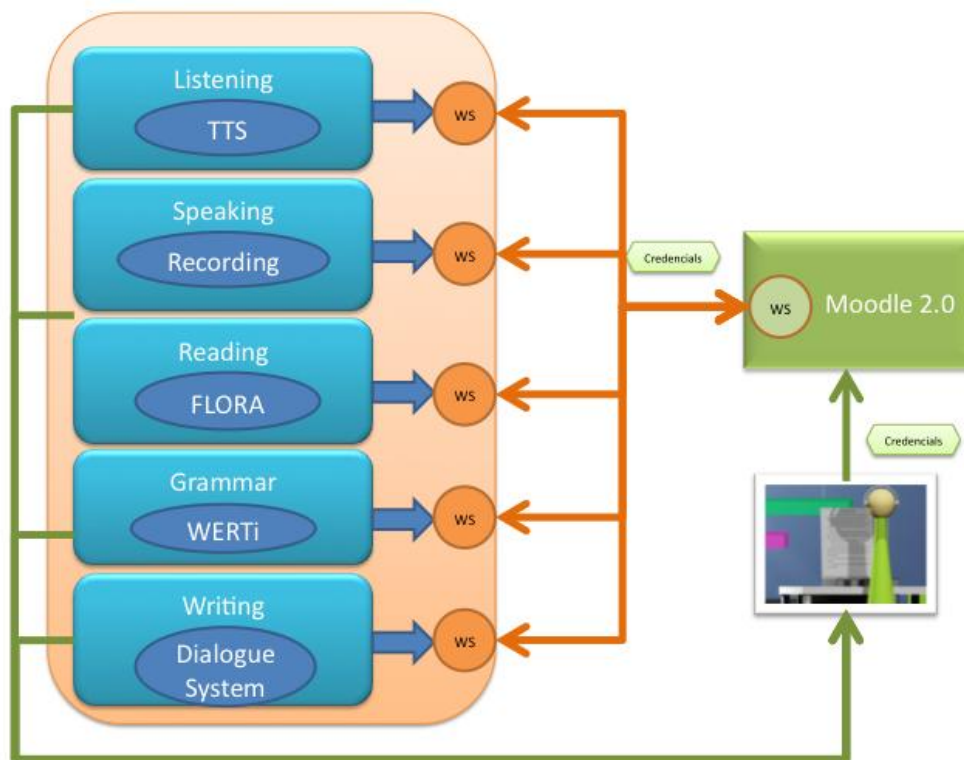 Listening
TTS
WS
Speaking
Recording
WS
Reading
FLORA
WS
Grammar
WERTi
WS
Writing
Dialogue
System
WS
Credencials
WS
Moodle 2.0
Credencials